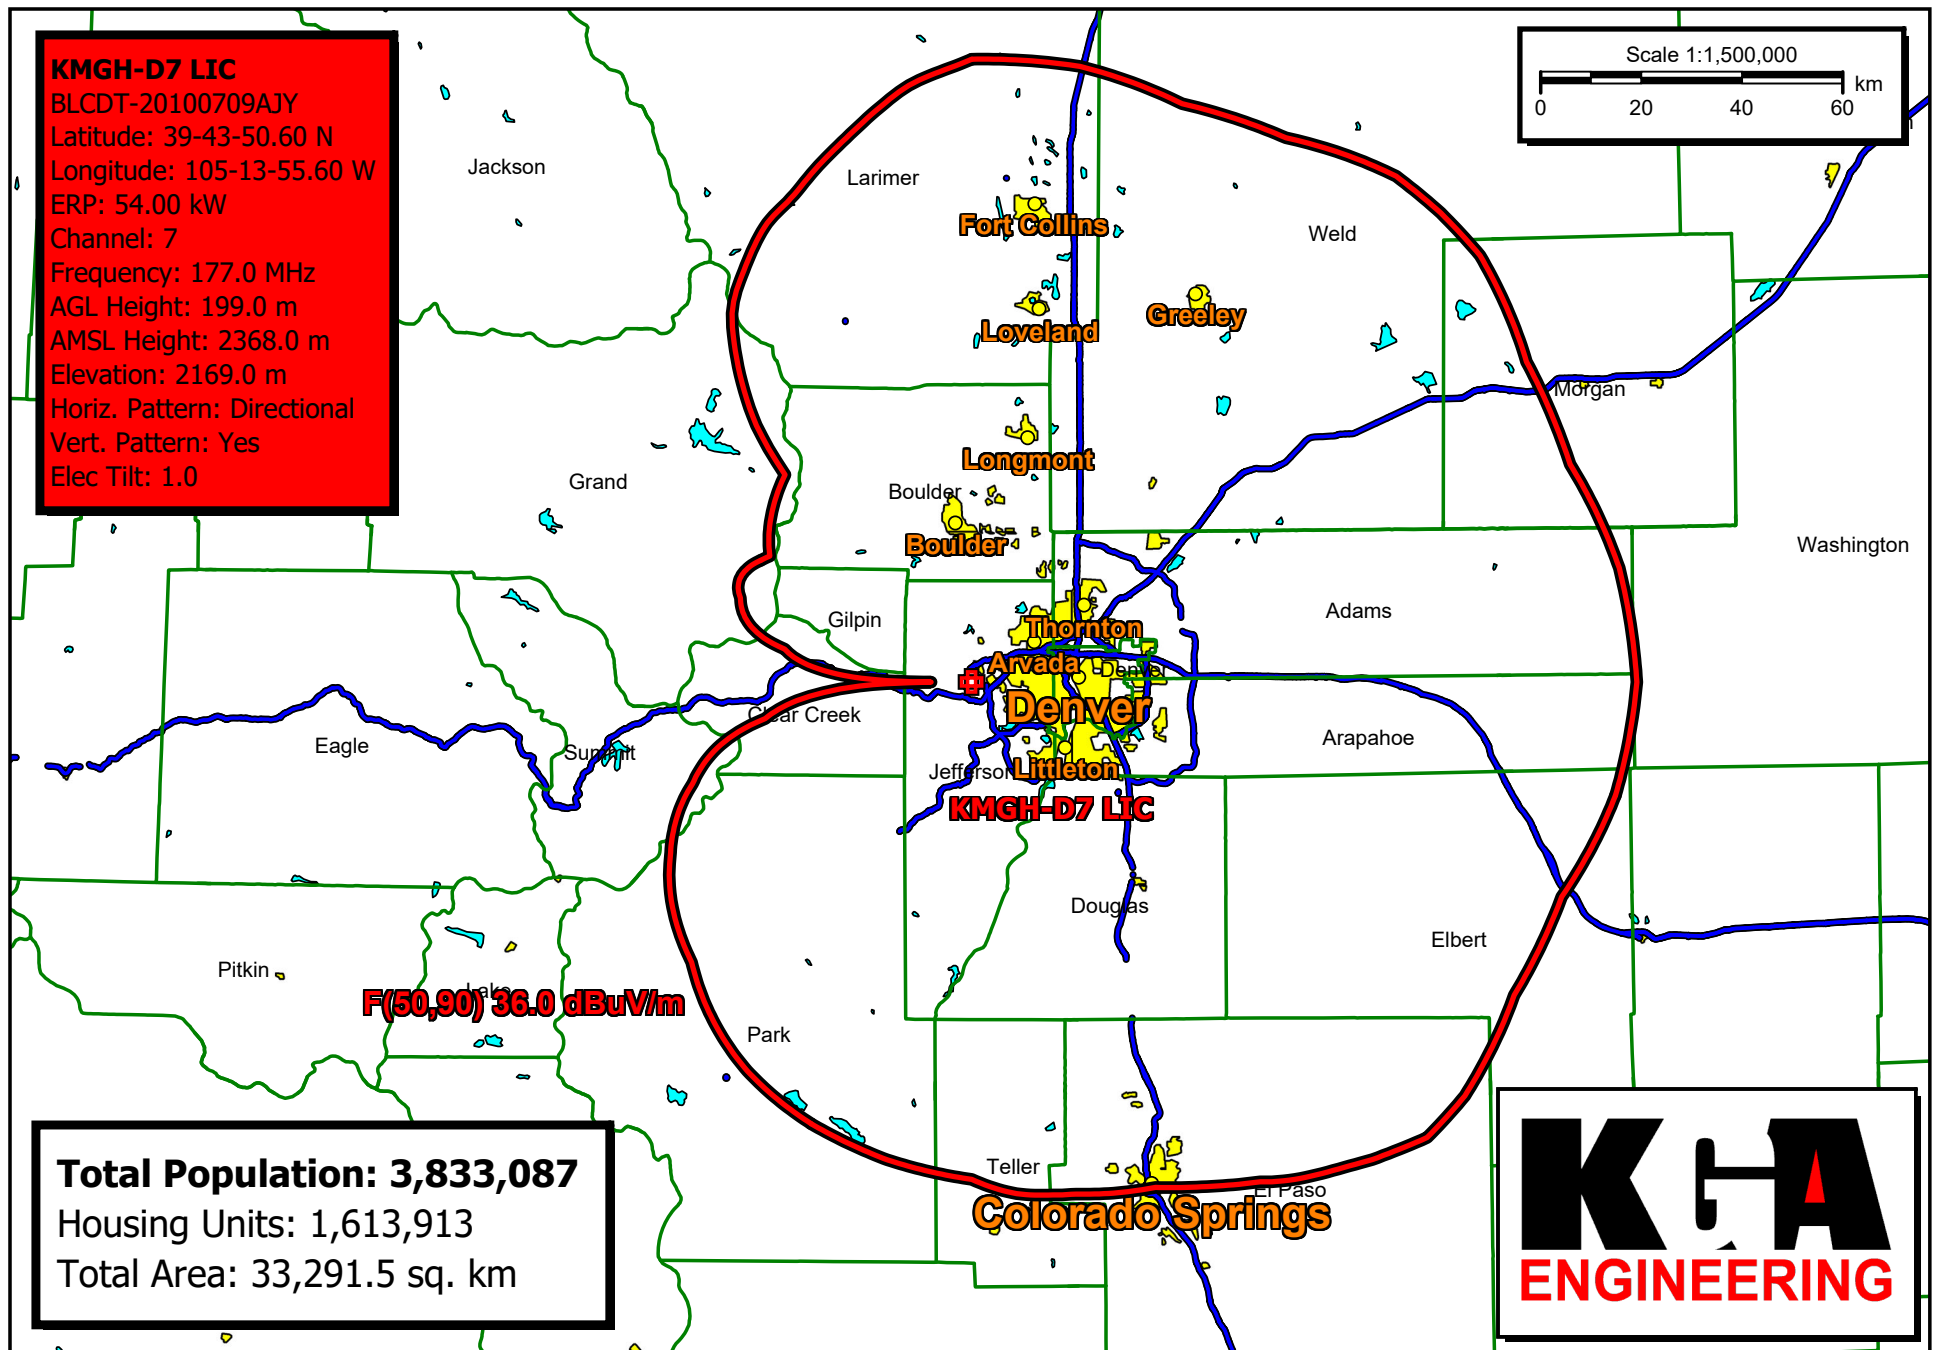 KMGH-D7 LIC
BLCDT-20100709AJY
Latitude: 39-43-50.60 N
Longitude: 105-13-55.60 W
ERP: 54.00 kW
Channel: 7
Frequency: 177.0 MHz
AGL Height: 199.0 m
AMSL Height: 2368.0 m
Elevation: 2169.0 m
Horiz. Pattern: Directional
Vert. Pattern: Yes
Elec Tilt: 1.0
Scale 1:1,500,000
km
0 20 40 60
Jackson
Larimer
Fort Collins
Weld
Loveland
Greeley
Morgan
Longmont
Grand
Boulder
Boulder
Washington
Gilpin
Adams
Thornton
Arvada
Denver
Denver
Clear Creek
Eagle
Summit
Arapahoe
Jefferson
Littleton
KMGH-D7 LIC
Douglas
Elbert
Pitkin
Lake
F(50,90) 36.0 dBuV/m
Park
Teller
El Paso
Colorado Springs
Total Population: 3,833,087
Housing Units: 1,613,913
Total Area: 33,291.5 sq. km
KGA
ENGINEERING